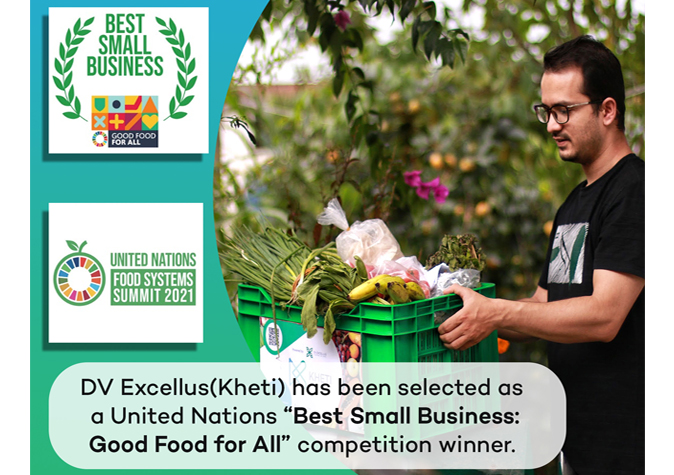 BEST
SMALL
BUSINESS
GOOD FOOD
FOR ALL
UNITED NATIONS
FOOD SYSTEMS
SUMMIT 2021
DV Excellus(Kheti) has been selected as
a United Nations “Best Small Business:
Good Food for All” competition winner.